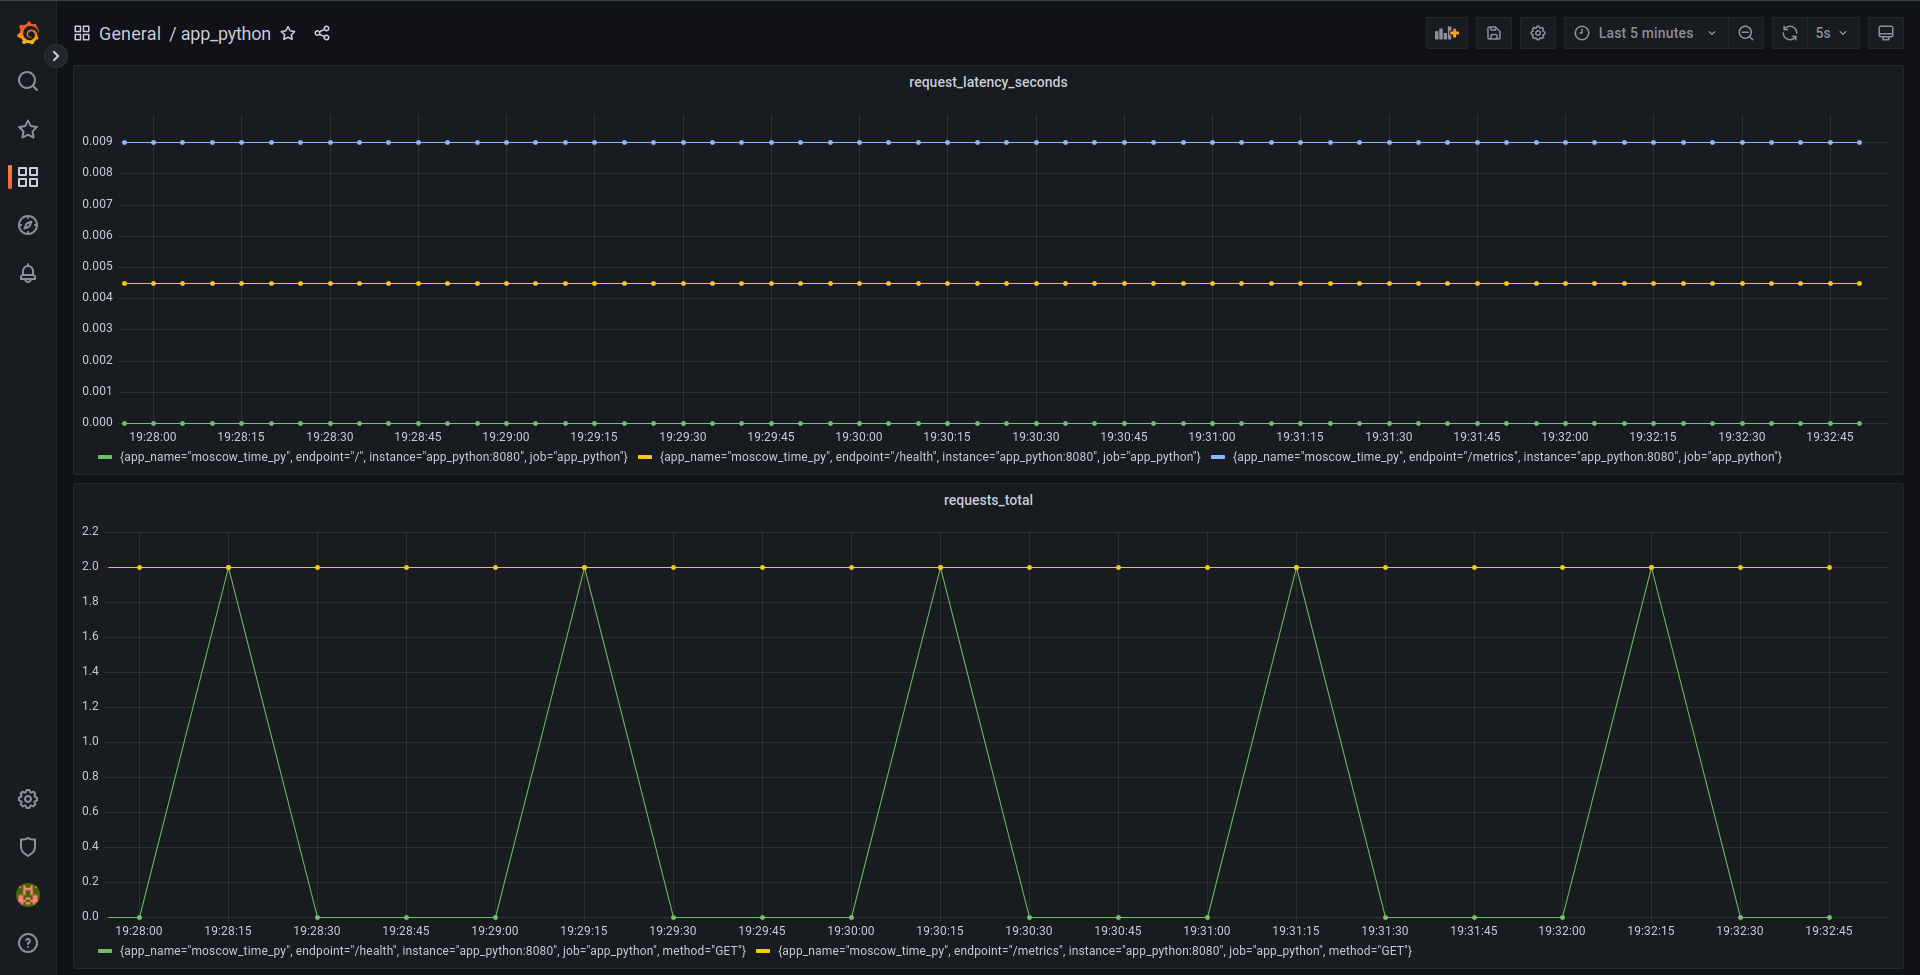 General / app_python
Last 5 minutes
5s
request_latency_seconds
0.009
0.008
0.007
0.006
0.005
0.004
0.003
0.002
0.001
0.000
19:28:00 19:28:15 19:28:30 19:28:45 19:29:00 19:29:15 19:29:30 19:29:45 19:30:00 19:30:15 19:30:30 19:30:45 19:31:00 19:31:15 19:31:30 19:31:45 19:32:00 19:32:15 19:32:30 19:32:45
{app_name="moscow_time_py", endpoint="/", instance="app_python:8080", job="app_python"} {app_name="moscow_time_py", endpoint="/health", instance="app_python:8080", job="app_python"} {app_name="moscow_time_py", endpoint="/metrics", instance="app_python:8080", job="app_python"}
requests_total
2.2
2.0
1.8
1.6
1.4
1.2
1.0
0.8
0.6
0.4
0.2
0.0
19:28:00 19:28:15 19:28:30 19:28:45 19:29:00 19:29:15 19:29:30 19:29:45 19:30:00 19:30:15 19:30:30 19:30:45 19:31:00 19:31:15 19:31:30 19:31:45 19:32:00 19:32:15 19:32:30 19:32:45
{app_name="moscow_time_py", endpoint="/health", instance="app_python:8080", job="app_python", method="GET"} {app_name="moscow_time_py", endpoint="/metrics", instance="app_python:8080", job="app_python", method="GET"}